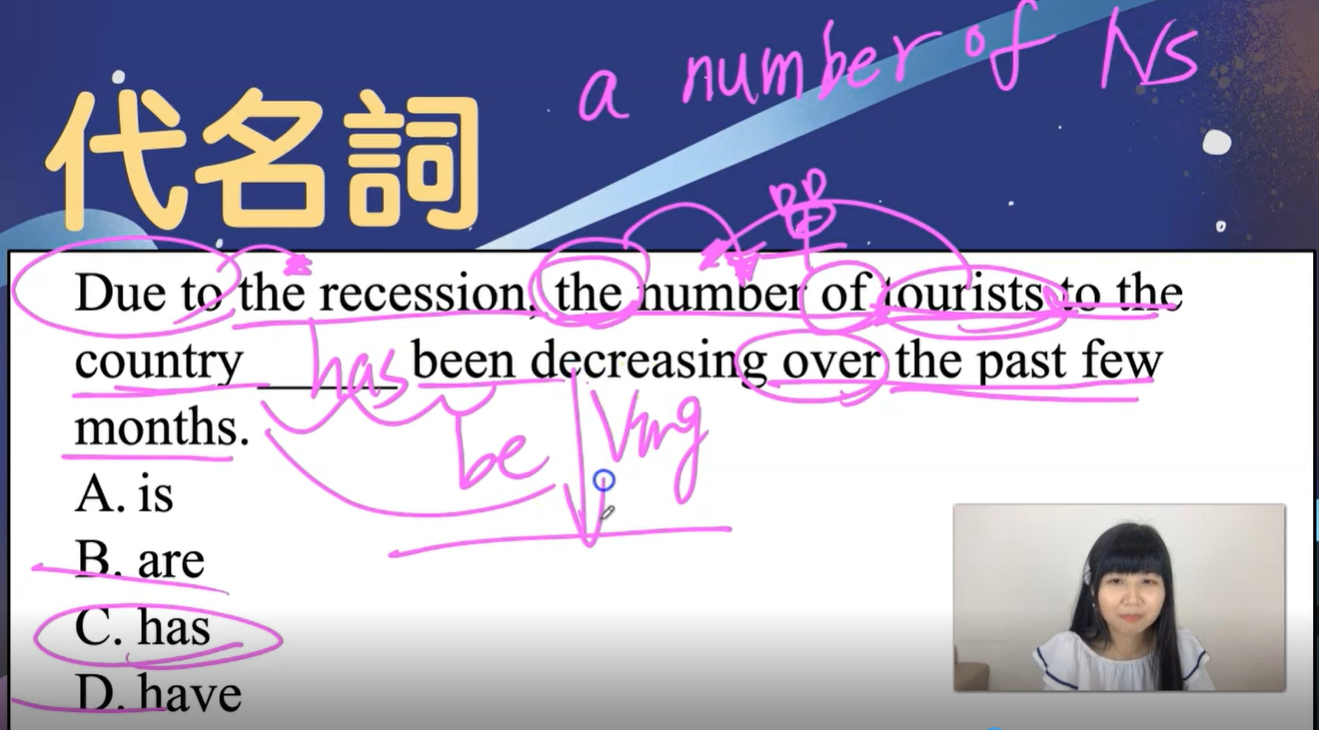 a number of Ns
代名詞
單
Due to the recession, the number of tourists to the
country ______ been decreasing over the past few
has
months.
be Ving
A. is
B. are
C. has
D. have